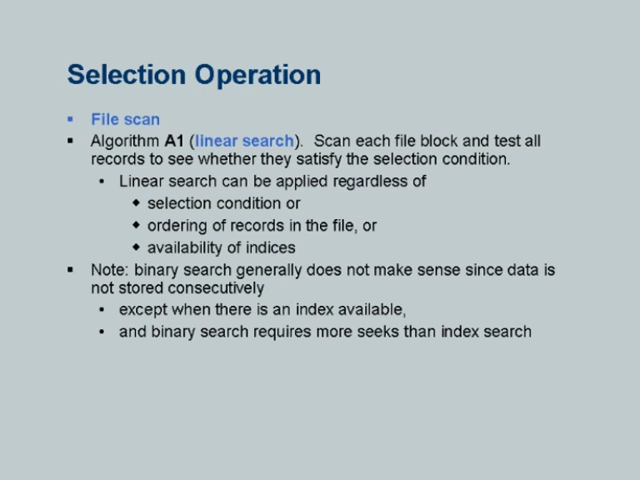 Selection Operation
▪ File scan
▪ Algorithm A1 (linear search). Scan each file block and test all
records to see whether they satisfy the selection condition.
• Linear search can be applied regardless of
◆ selection condition or
◆ ordering of records in the file, or
◆ availability of indices
▪ Note: binary search generally does not make sense since data is
not stored consecutively
• except when there is an index available,
• and binary search requires more seeks than index search